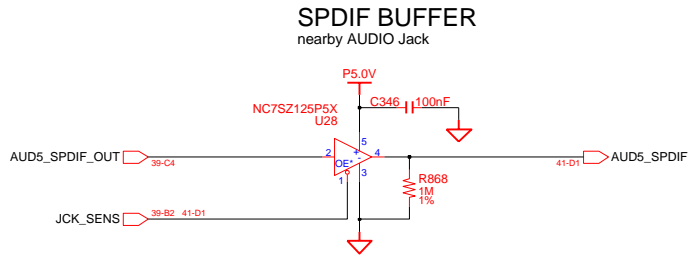 SPDIF BUFFER
nearby AUDIO Jack
P5.0V
NC7SZ125P5X
U28
C346 100nF
5
+
-
AUD5_SPDIF_OUT
39-C4
2
OE*
4
41-D1
AUD5_SPDIF
1
3
R868
1M
1%
JCK_SENS
39-B2 41-D1